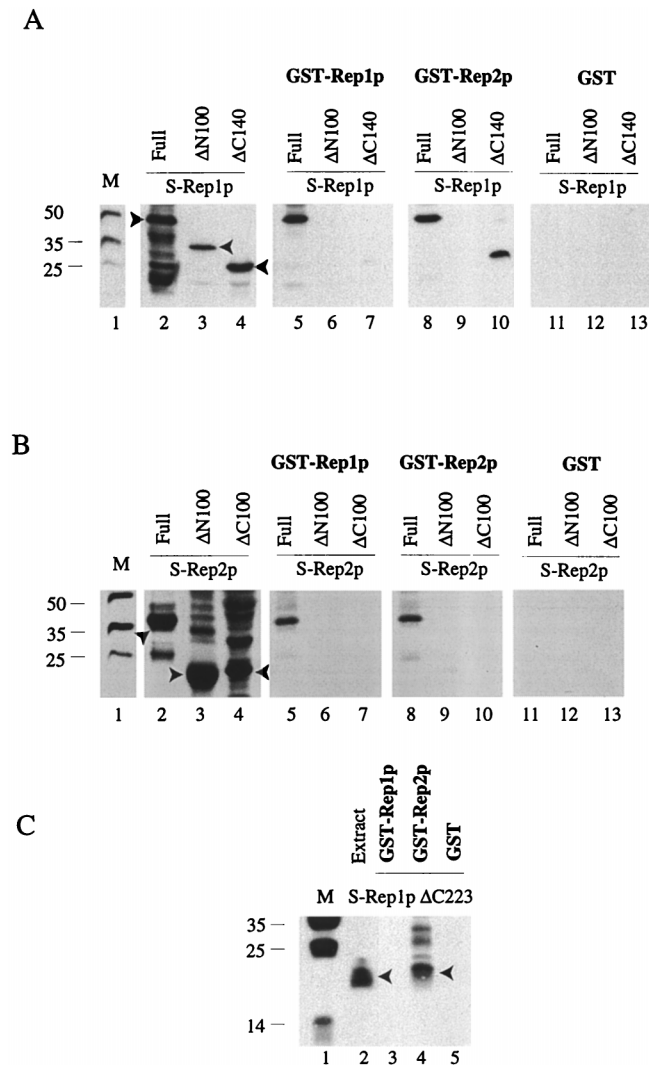 A
GST-Rep1p GST-Rep2p GST
Full ΔN100 ΔC140 Full ΔN100 ΔC140 Full ΔN100 ΔC140 Full ΔN100 ΔC140
M S-Rep1p S-Rep1p S-Rep1p S-Rep1p
50
35
25
1 2 3 4 5 6 7 8 9 10 11 12 13
B
GST-Rep1p GST-Rep2p GST
Full ΔN100 ΔC100 Full ΔN100 ΔC100 Full ΔN100 ΔC100 Full ΔN100 ΔC100
M S-Rep2p S-Rep2p S-Rep2p S-Rep2p
50
35
25
1 2 3 4 5 6 7 8 9 10 11 12 13
C
Extract GST-Rep1p GST-Rep2p GST
M S-Rep1p ΔC223
35
25
14
1 2 3 4 5